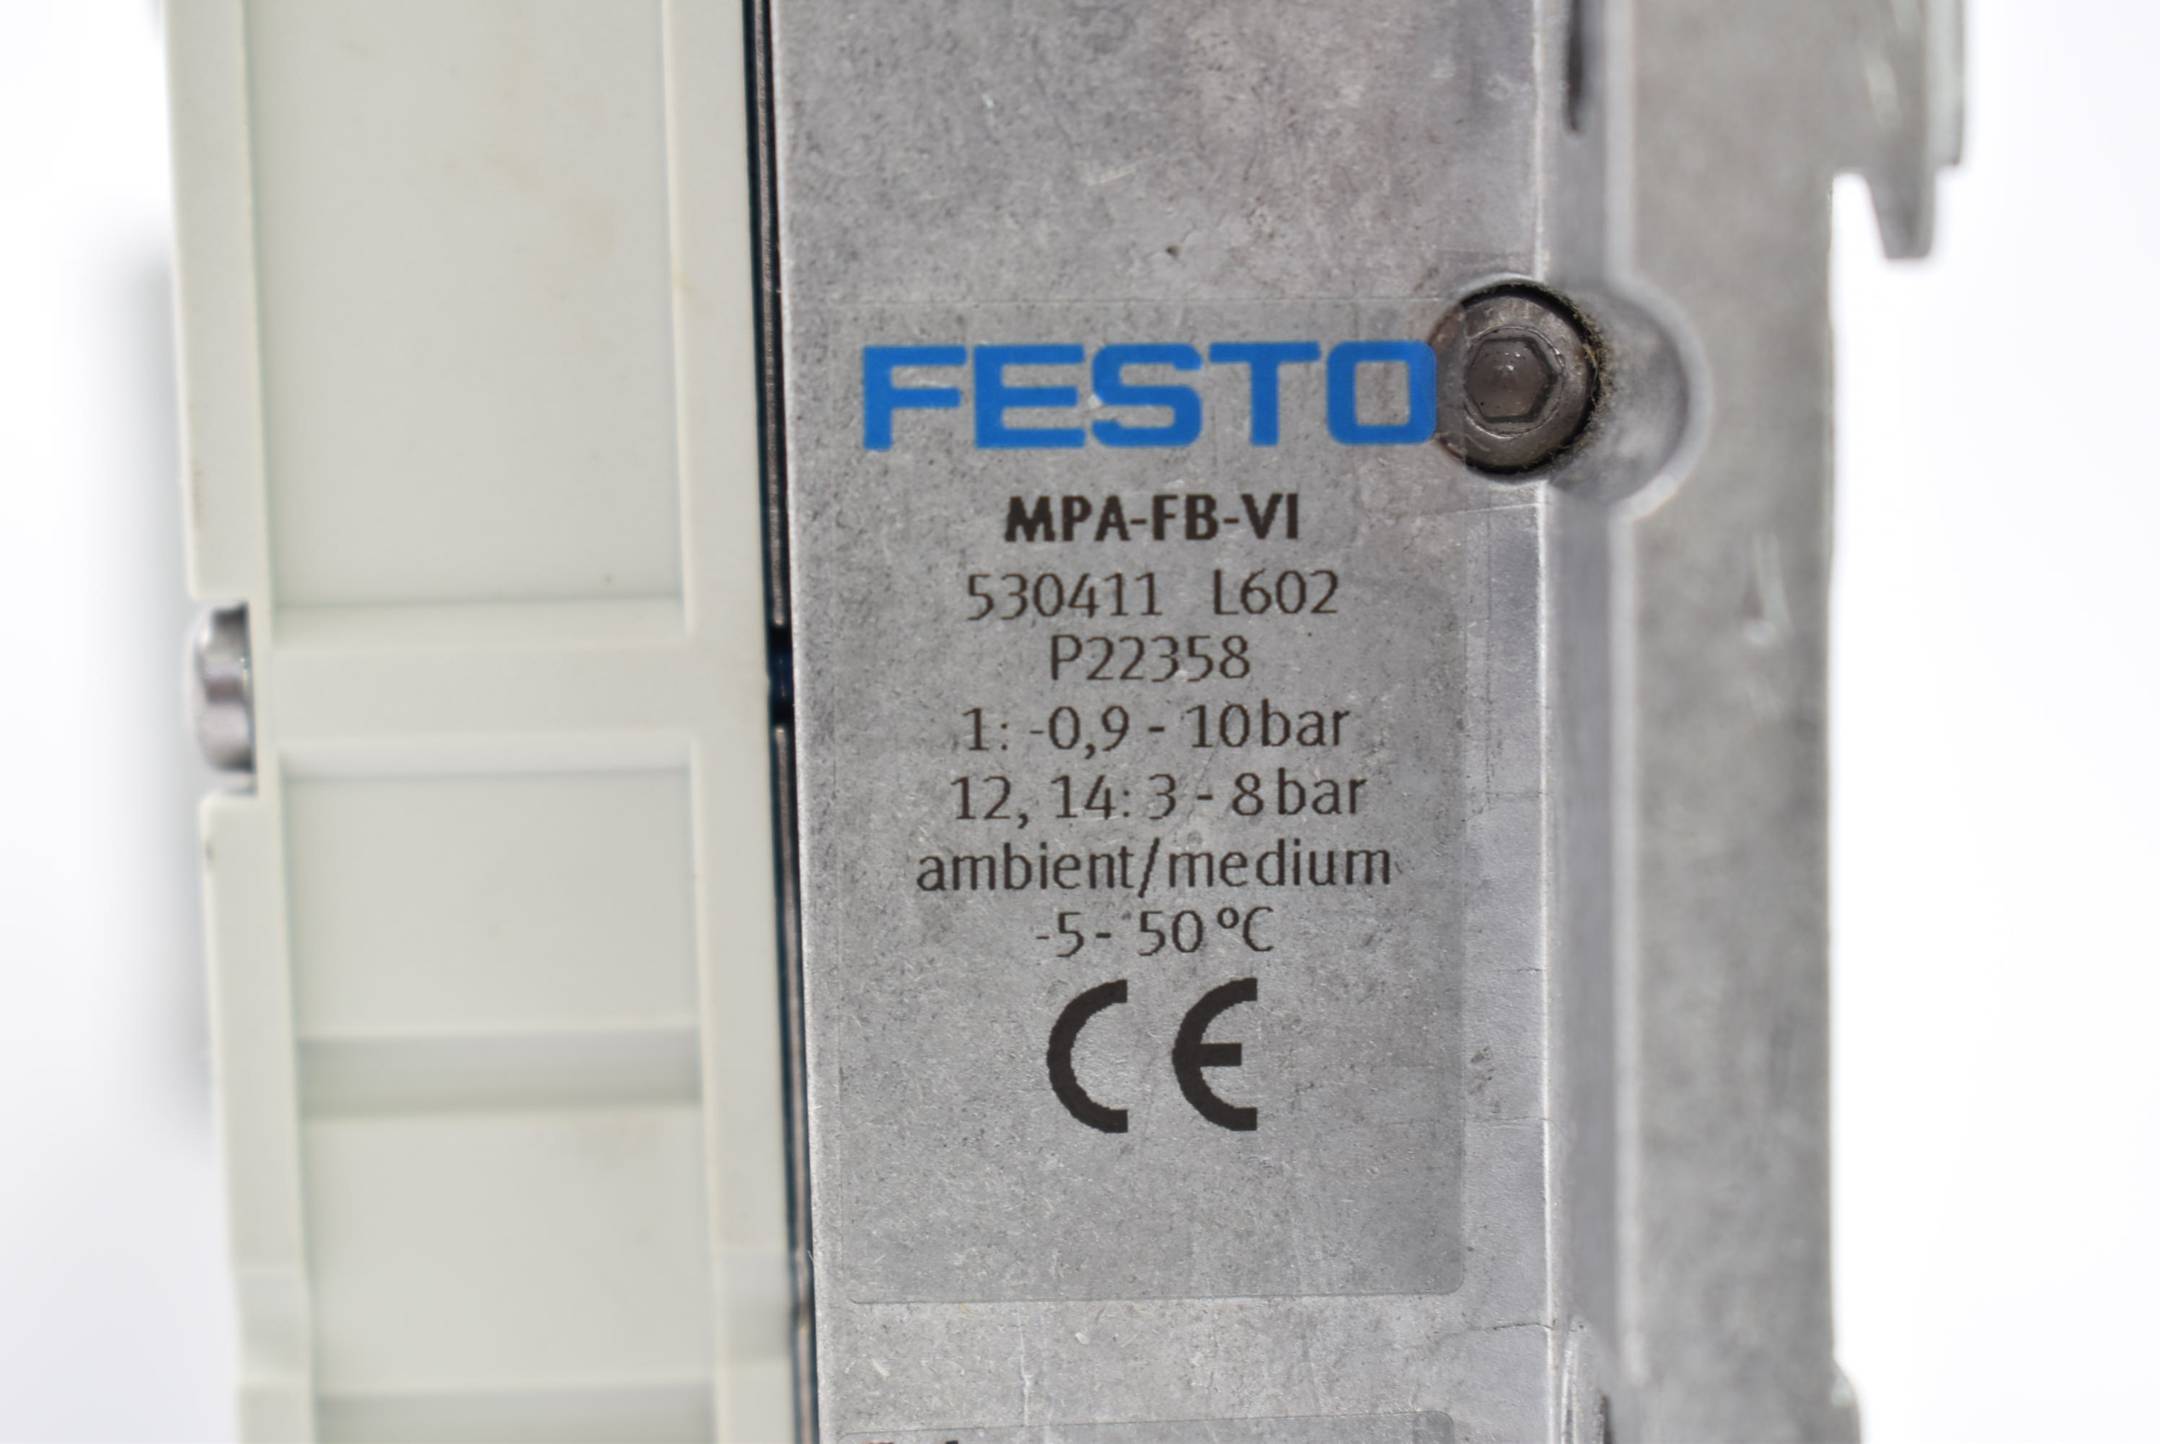 FESTO
MPA-FB-VI
530411 L602
P22358
1: -0,9 - 10 bar
12, 14: 3 - 8 bar
ambient/medium
-5 - 50 °C
CE